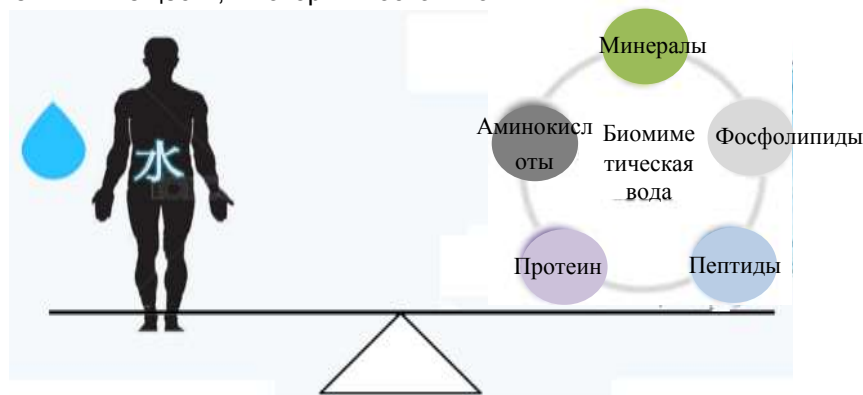 Минералы
Аминокисл
оты
Биомиме
тическая
вода
Фосфолипиды
Протеин
Пептиды
水